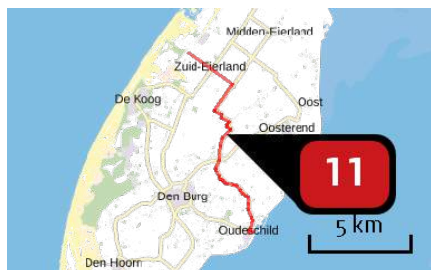 Midden-Eierland
Zuid-Eierland
De Koog
Oost
Oosterend
11
Den Burg
5 km
Oudeschild
Den Hoorn